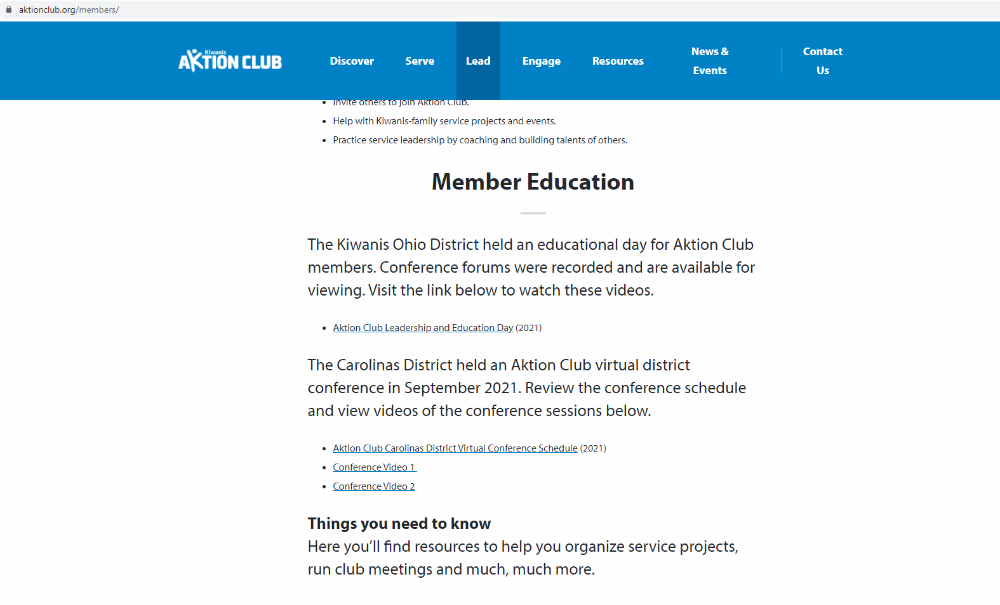 aktionclub.org/members/
Kiwanis
AKTION CLUB
Discover
Serve
Lead
Engage
Resources
News &
Events
Contact
Us
Invite others to join Aktion Club.
Help with Kiwanis-family service projects and events.
Practice service leadership by coaching and building talents of others.
Member Education
The Kiwanis Ohio District held an educational day for Aktion Club
members. Conference forums were recorded and are available for
viewing. Visit the link below to watch these videos.
Aktion Club Leadership and Education Day (2021)
The Carolinas District held an Aktion Club virtual district
conference in September 2021. Review the conference schedule
and view videos of the conference sessions below.
Aktion Club Carolinas District Virtual Conference Schedule (2021)
Conference Video 1
Conference Video 2
Things you need to know
Here you’ll find resources to help you organize service projects,
run club meetings and much, much more.